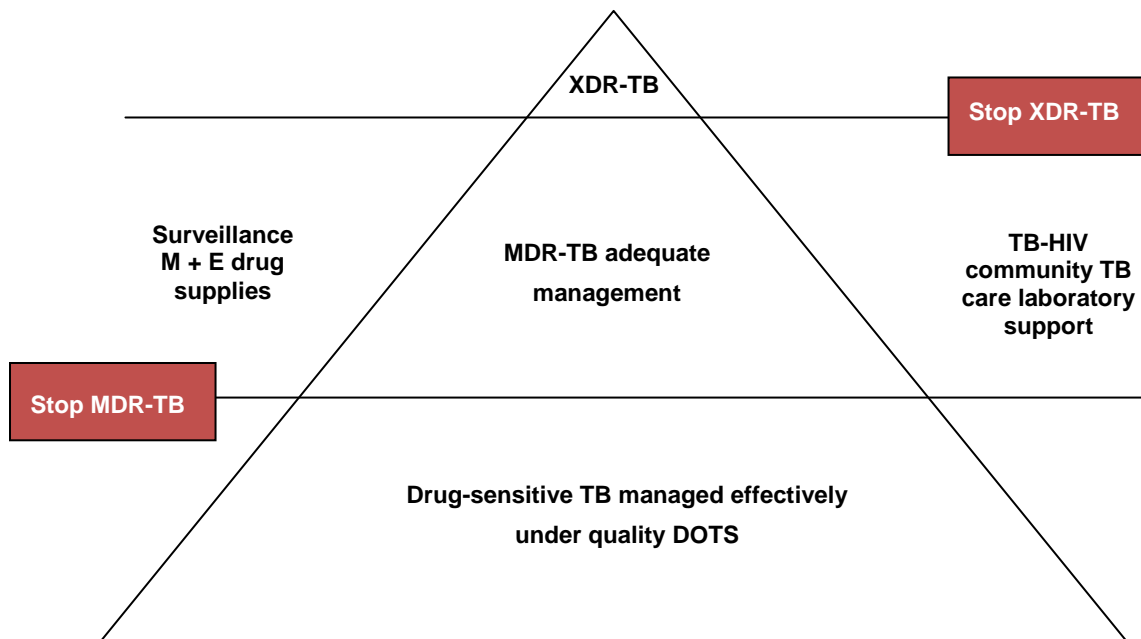 XDR-TB
Stop XDR-TB
Surveillance
M + E drug
supplies
MDR-TB adequate
management
TB-HIV
community TB
care laboratory
support
Stop MDR-TB
Drug-sensitive TB managed effectively
under quality DOTS